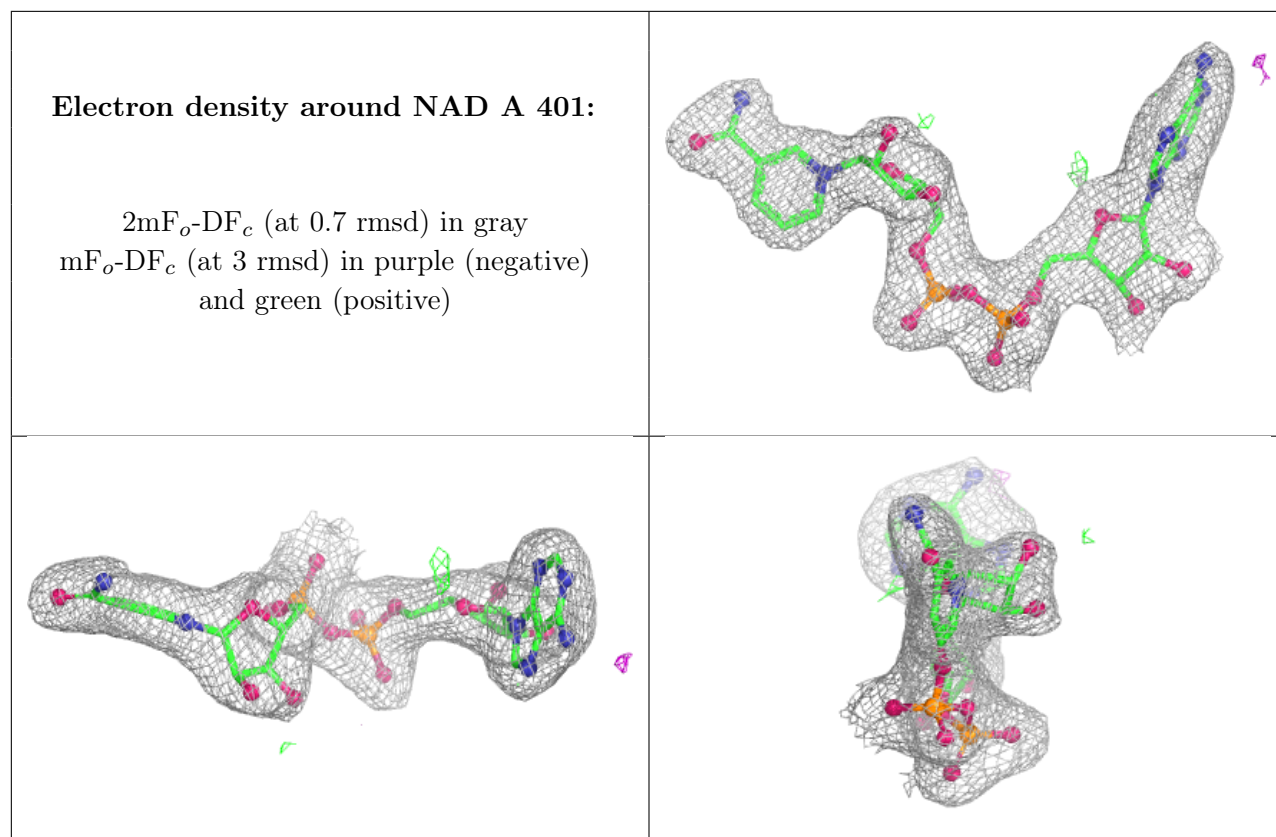 Electron density around NAD A 401:
2mFo-DFc (at 0.7 rmsd) in gray
mFo-DFc (at 3 rmsd) in purple (negative)
and green (positive)